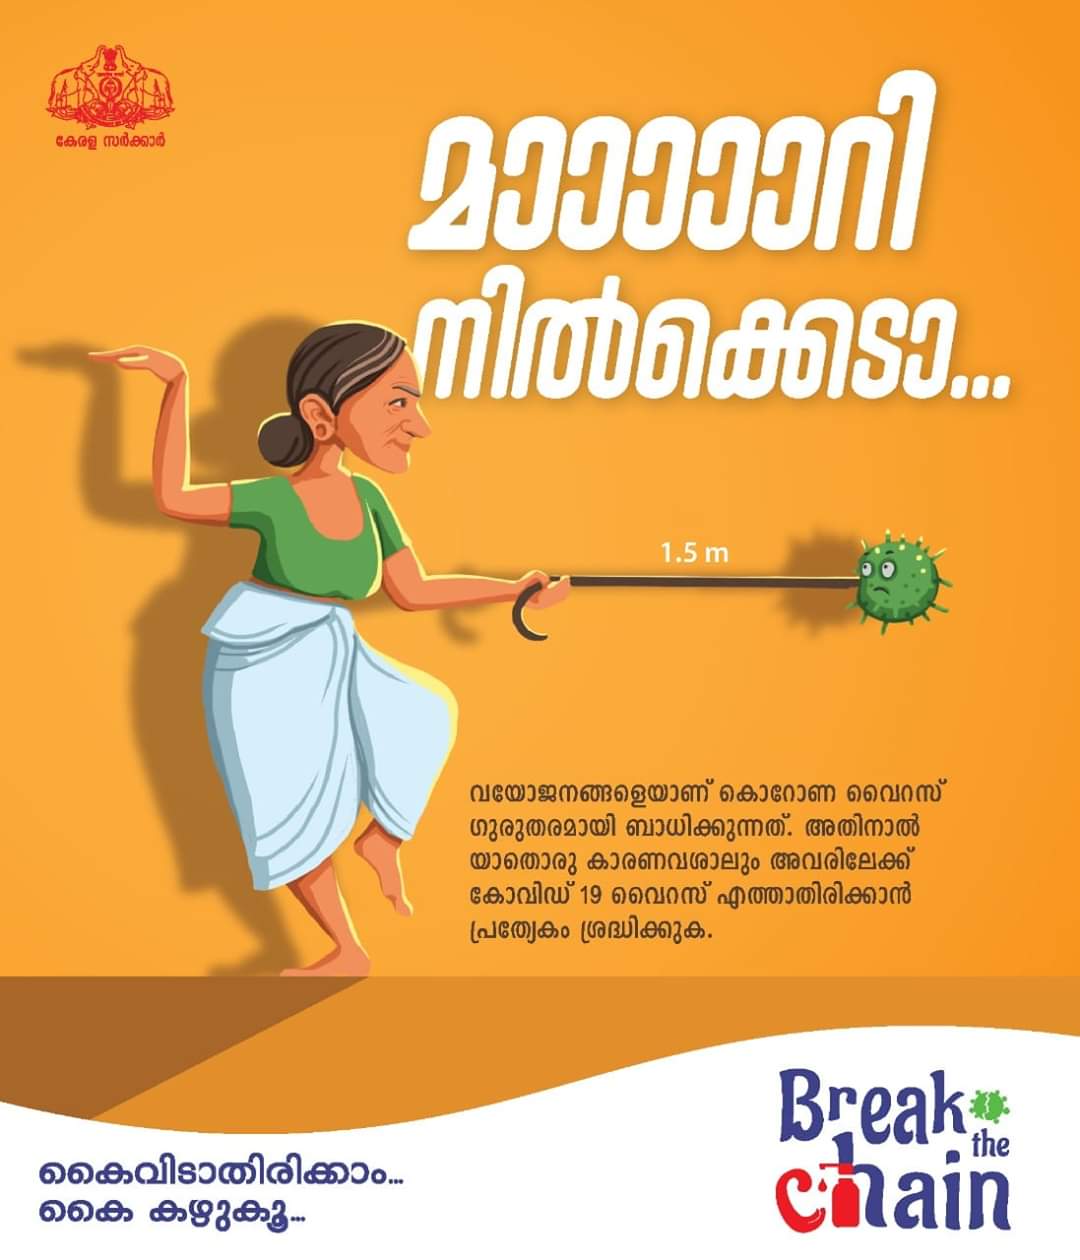 കേരള സർക്കാർ
മാാാാാറി
നിൽക്കെടാ...
1.5 m
വയോജനങ്ങളെയാണ് കൊറോണ വൈറസ്
ഗുരുതരമായി ബാധിക്കുന്നത്. അതിനാൽ
യാതൊരു കാരണവശാലും അവരിലേക്ക്
കോവിഡ് 19 വൈറസ് എത്താതിരിക്കാൻ
പ്രത്യേകം ശ്രദ്ധിക്കുക.
കൈവിടാതിരിക്കാം...
കൈ കഴുകൂ...
Break
the
chain